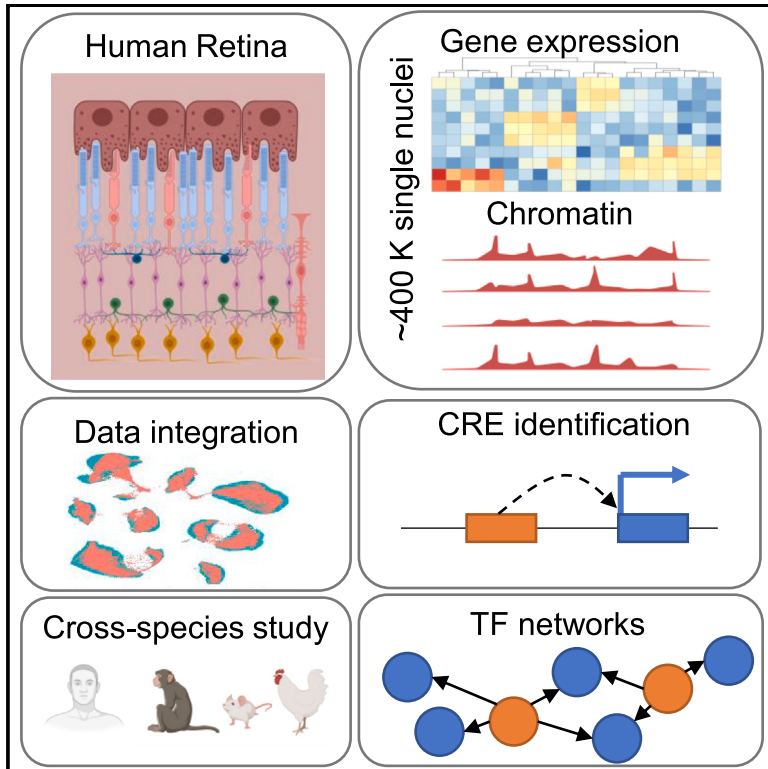 Human Retina
Gene expression
~400 K single nuclei
Chromatin
Data integration
CRE identification
Cross-species study
TF networks